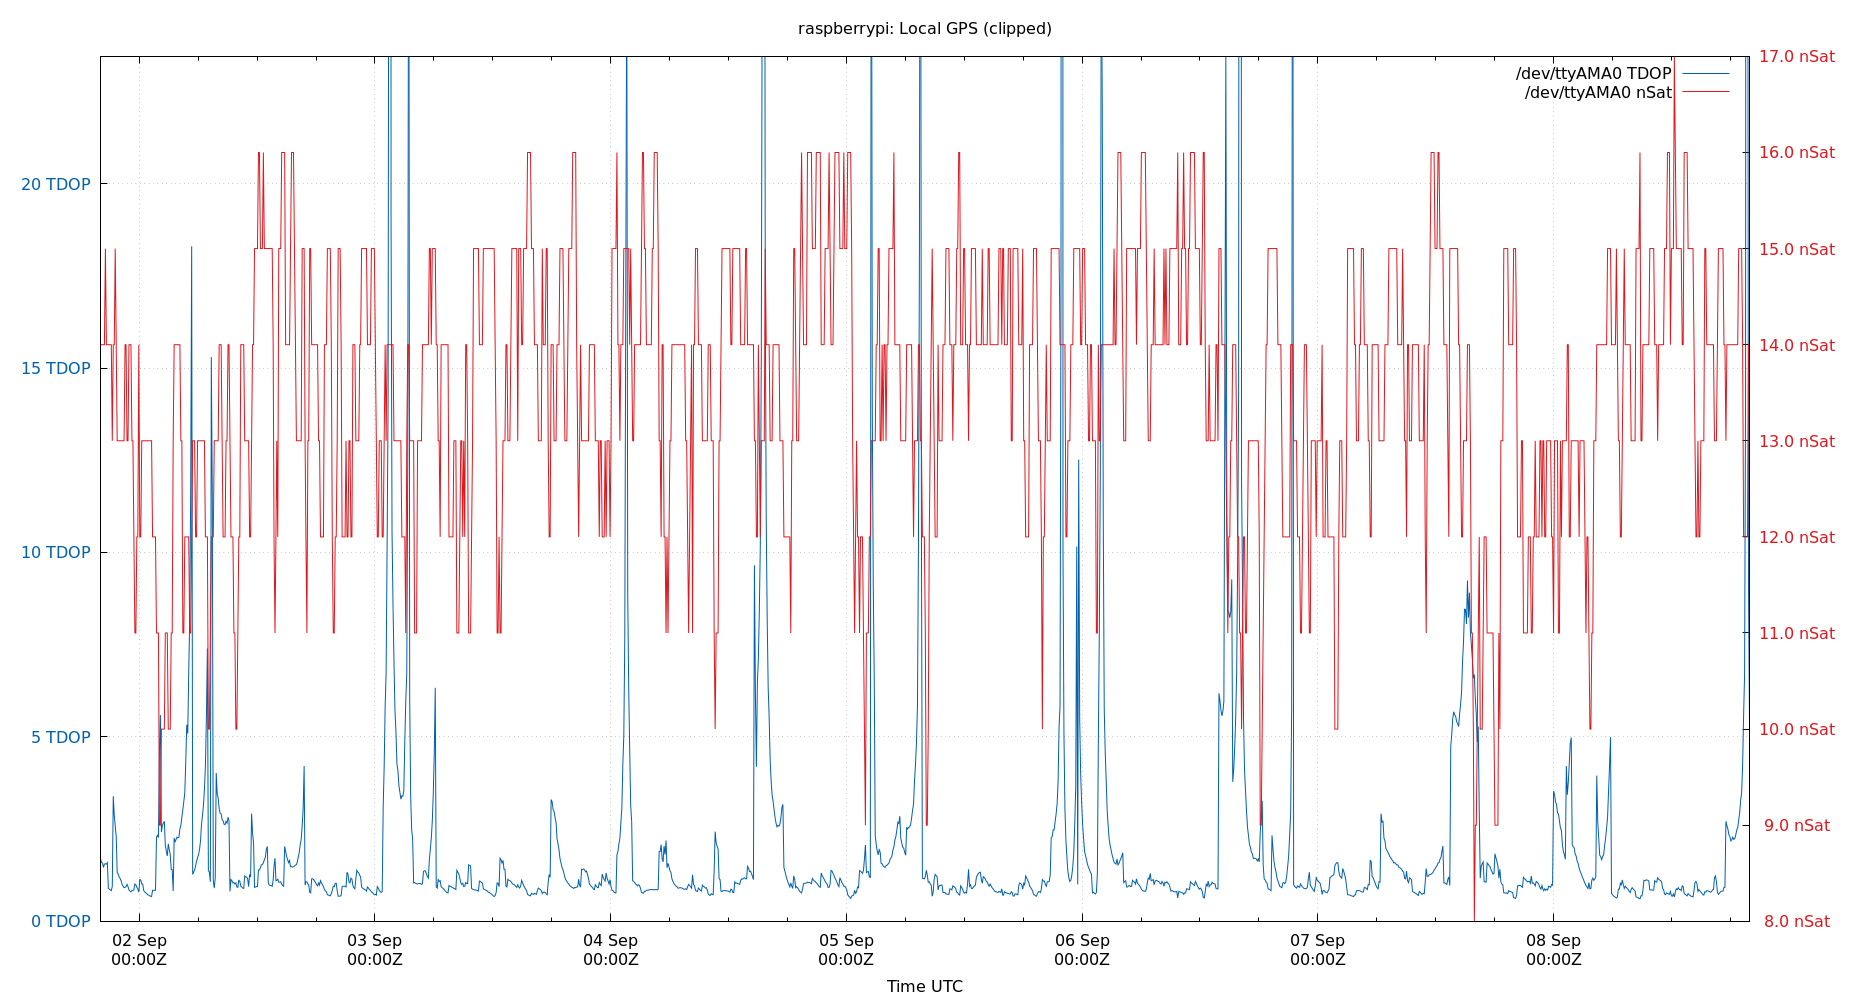 raspberrypi: Local GPS (clipped)
17.0 nSat
/dev/ttyAMA0 TDOP
/dev/ttyAMA0 nSat
16.0 nSat
20 TDOP
15.0 nSat
14.0 nSat
15 TDOP
13.0 nSat
12.0 nSat
10 TDOP
11.0 nSat
10.0 nSat
5 TDOP
9.0 nSat
0 TDOP
8.0 nSat
02 Sep 03 Sep 04 Sep 05 Sep 06 Sep 07 Sep 08 Sep
00:00Z 00:00Z 00:00Z 00:00Z 00:00Z 00:00Z 00:00Z
Time UTC